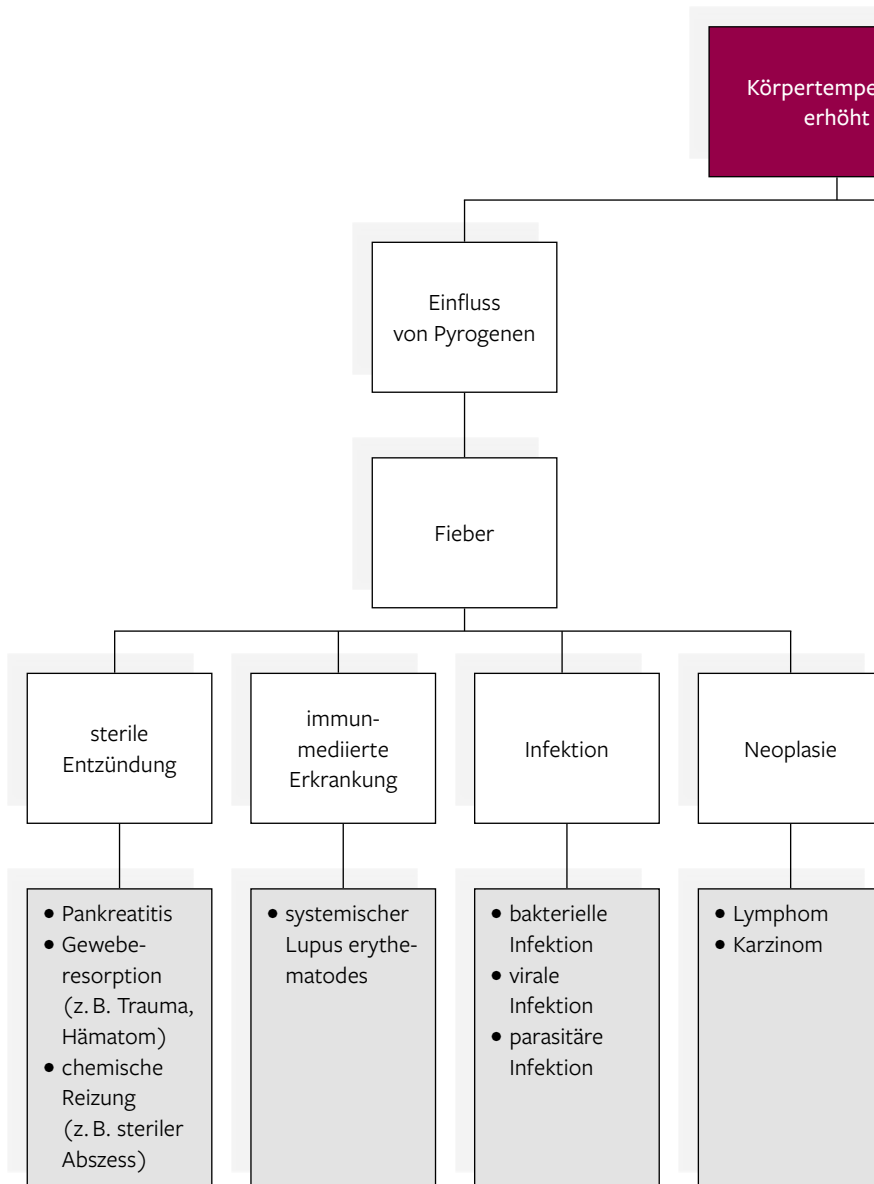 Körpertempe
erhöht
Einfluss
von Pyrogenen
Fieber
sterile
Entzündung
immun-
mediierte
Erkrankung
Infektion
Neoplasie
• Pankreatitis
• Gewebe-
resorption
(z. B. Trauma,
Hämatom)
• chemische
Reizung
(z. B. steriler
Abszess)
• systemischer
Lupus erythe-
matodes
• bakterielle
Infektion
• virale
Infektion
• parasitäre
Infektion
• Lymphom
• Karzinom